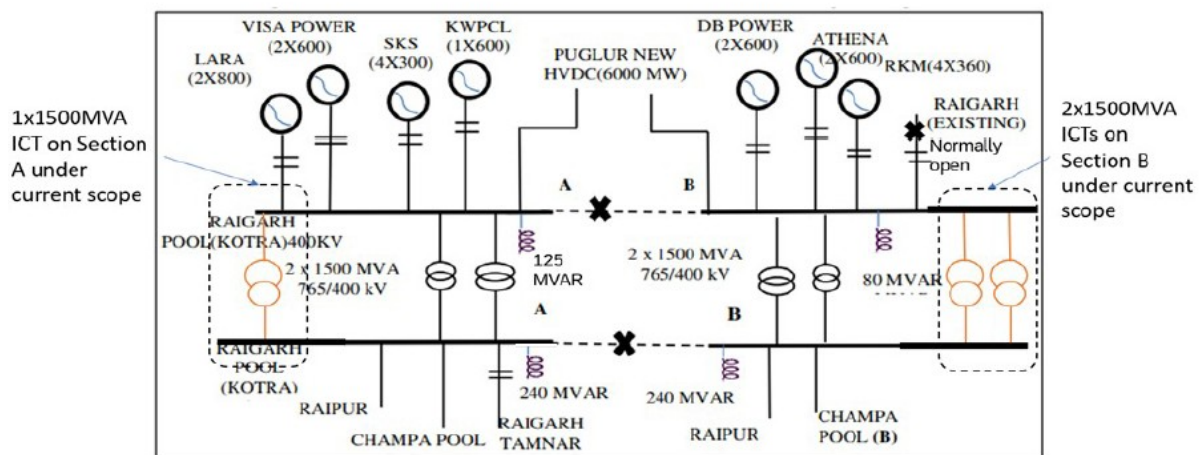 VISA POWER
(2X600)
LARA
(2X800)
SKS
(4X300)
KWPCL
(1X600)
PUGLUR NEW
HVDC(6000 MW)
DB POWER
(2X600)
ATHENA
(2X600)
RKM(4X360)
RAIGARH
(EXISTING)
Normally
open
1x1500MVA
ICT on Section
A under
current scope
2x1500MVA
ICTs on
Section B
under current
scope
A
B
RAIGARH
POOL(KOTRA)400KV
2 x 1500 MVA
765/400 kV
125
MVAR
2 x 1500 MVA
765/400 kV
80 MVAR
A
B
RAIGARH
POOL
(KOTRA)
RAIPUR
CHAMPA POOL
RAIGARH
TAMNAR
240 MVAR
240 MVAR
RAIPUR
CHAMPA
POOL (B)